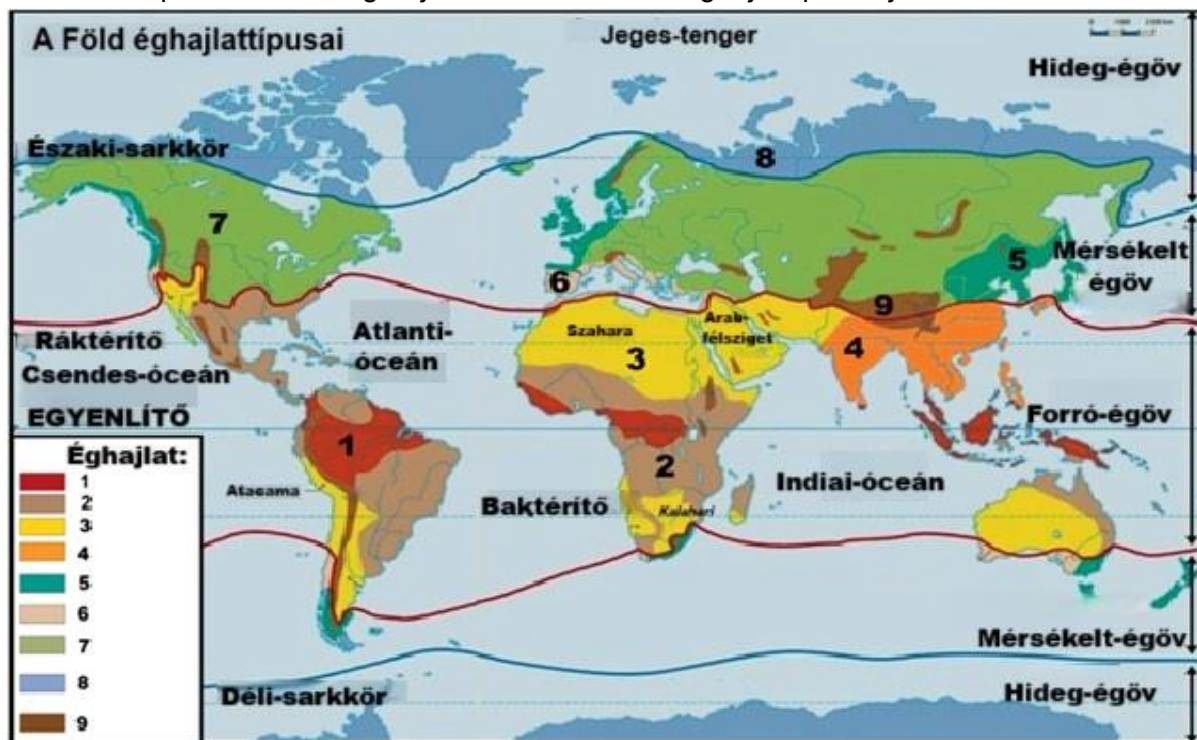 A Föld éghajlattípusai
Jeges-tenger
Hideg-égöv
Északi-sarkkör
8
7
Mérsékelt
égöv
5
6
9
Ráktérítő
Csendes-óceán
Atlanti-
óceán
Szahara
3
Arab-
félsziget
4
EGYENLÍTŐ
Forró-égöv
1
2
Atacama
Baktérítő
Kalahari
Indiai-óceán
Éghajlat:
1
2
3
4
5
6
7
8
9
Mérsékelt-égöv
Déli-sarkkör
Hideg-égöv